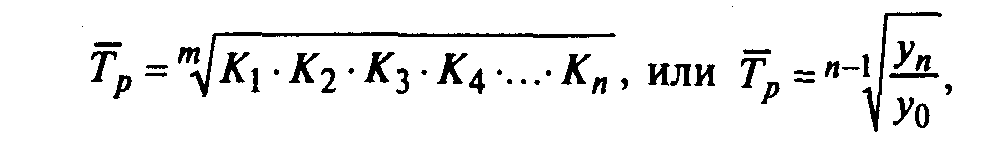 T̅ₚ = ᵐ√(K₁ · K₂ · K₃ · K₄ · ... · Kₙ), или T̅ₚ = ⁿ⁻¹√(yₙ/y₀),